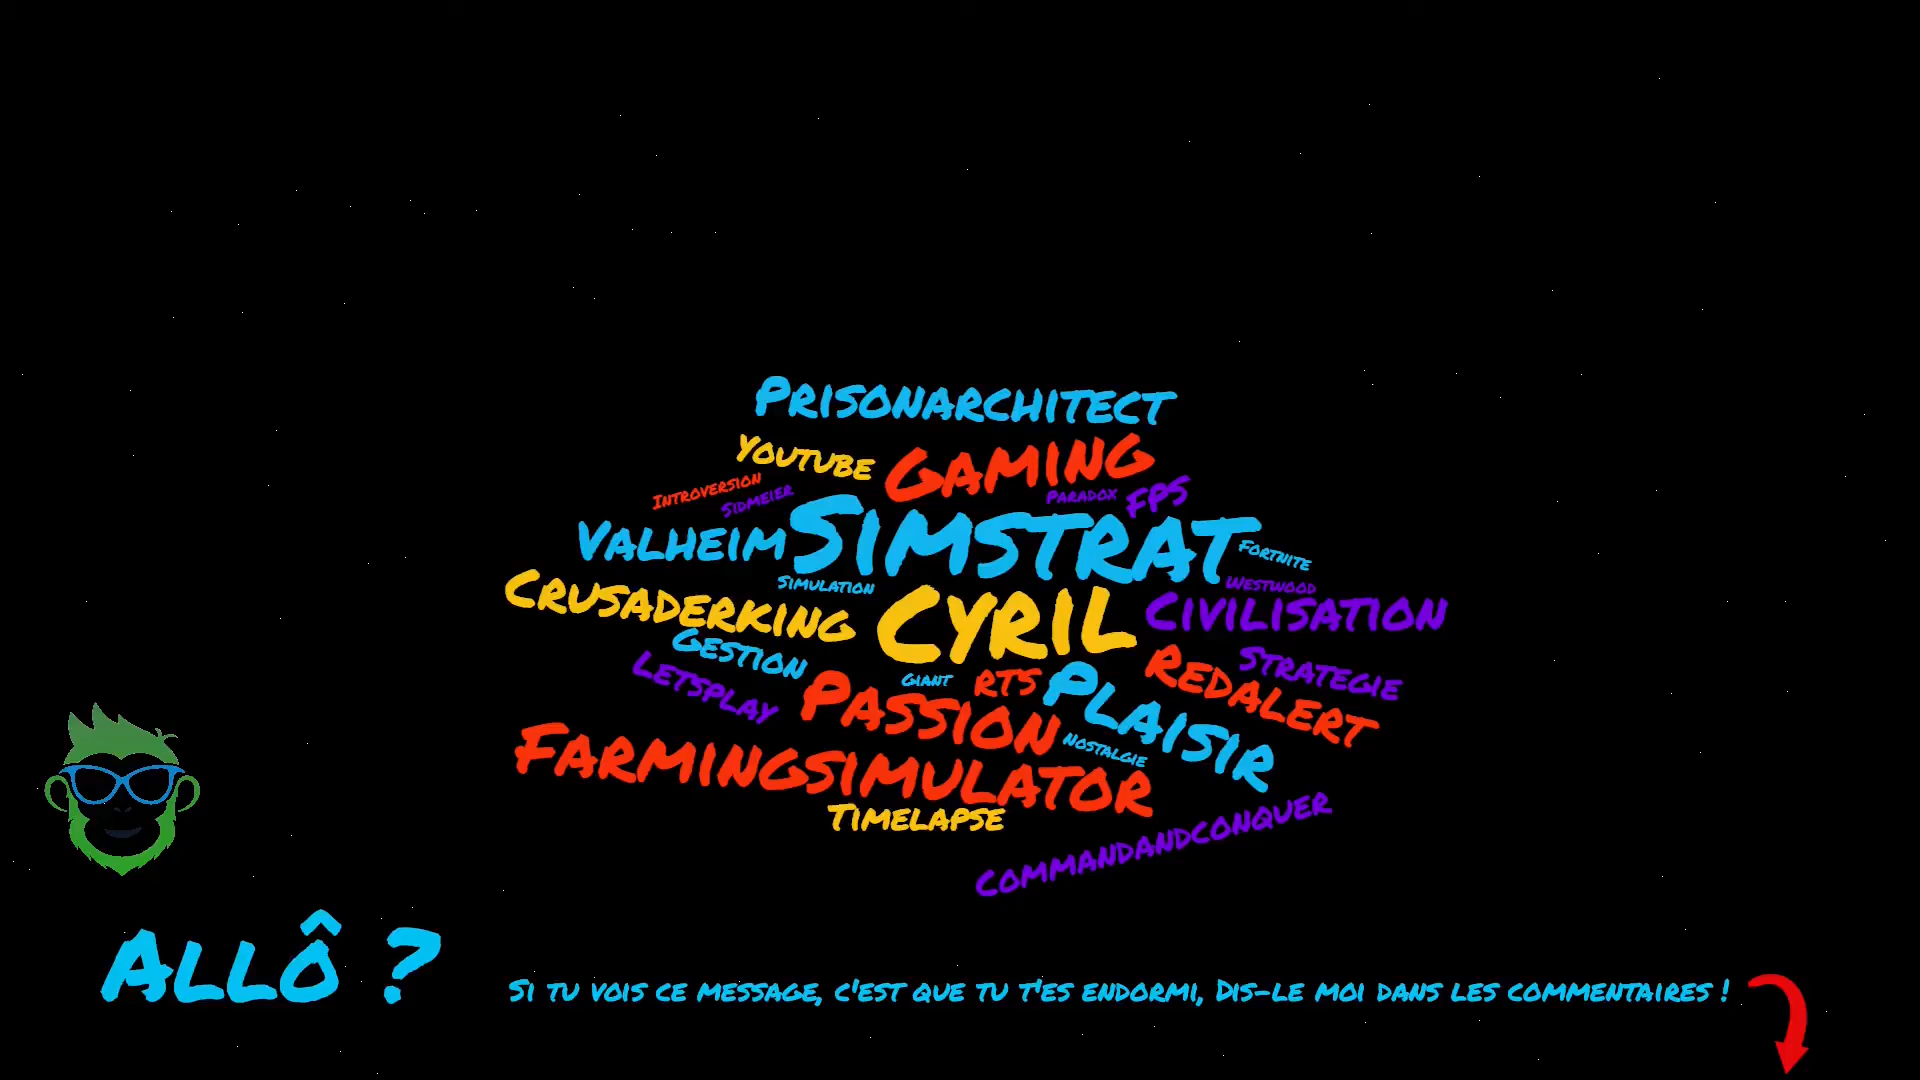 Prisonarchitect
Youtube
Gaming
Introversion
Sidmeier
Paradox
FPS
Valheim
Simstrat
Fortnite
Simulation
Westwood
Crusaderking
Cyril
Civilisation
Gestion
Strategie
Letsplay
Giant
RTS
Plaisir
Redalert
Passion
Nostalgie
Farmingsimulator
Timelapse
Commandandconquer
Allô ?
Si tu vois ce message, c'est que tu t'es endormi, Dis-le moi dans les commentaires !